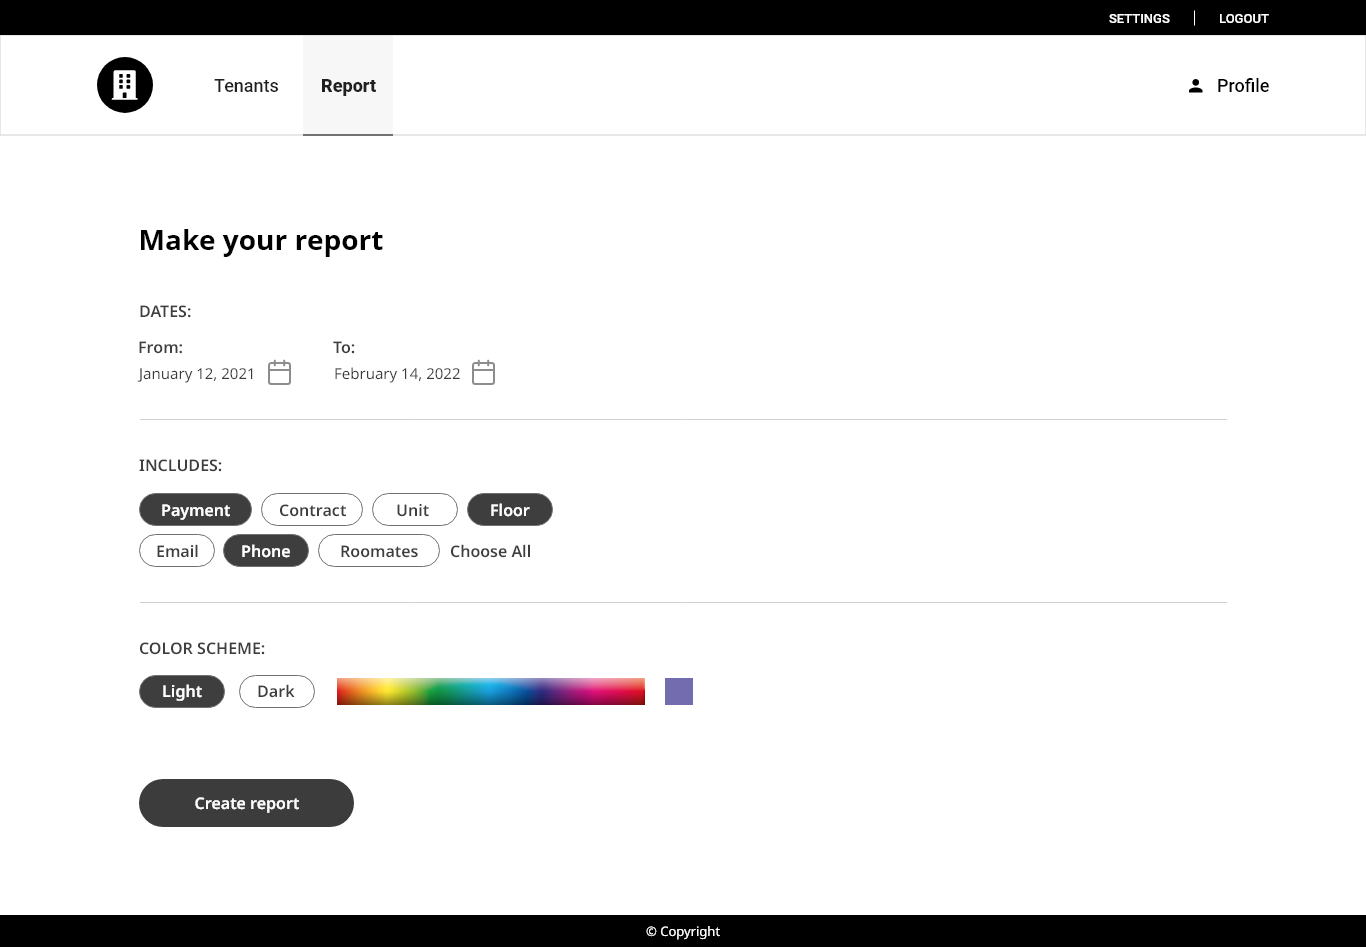 SETTINGS | LOGOUT
Tenants Report Profile
Make your report
DATES:
From: To:
January 12, 2021 February 14, 2022
INCLUDES:
Payment Contract Unit Floor
Email Phone Roomates Choose All
COLOR SCHEME:
Light Dark
Create report
© Copyright